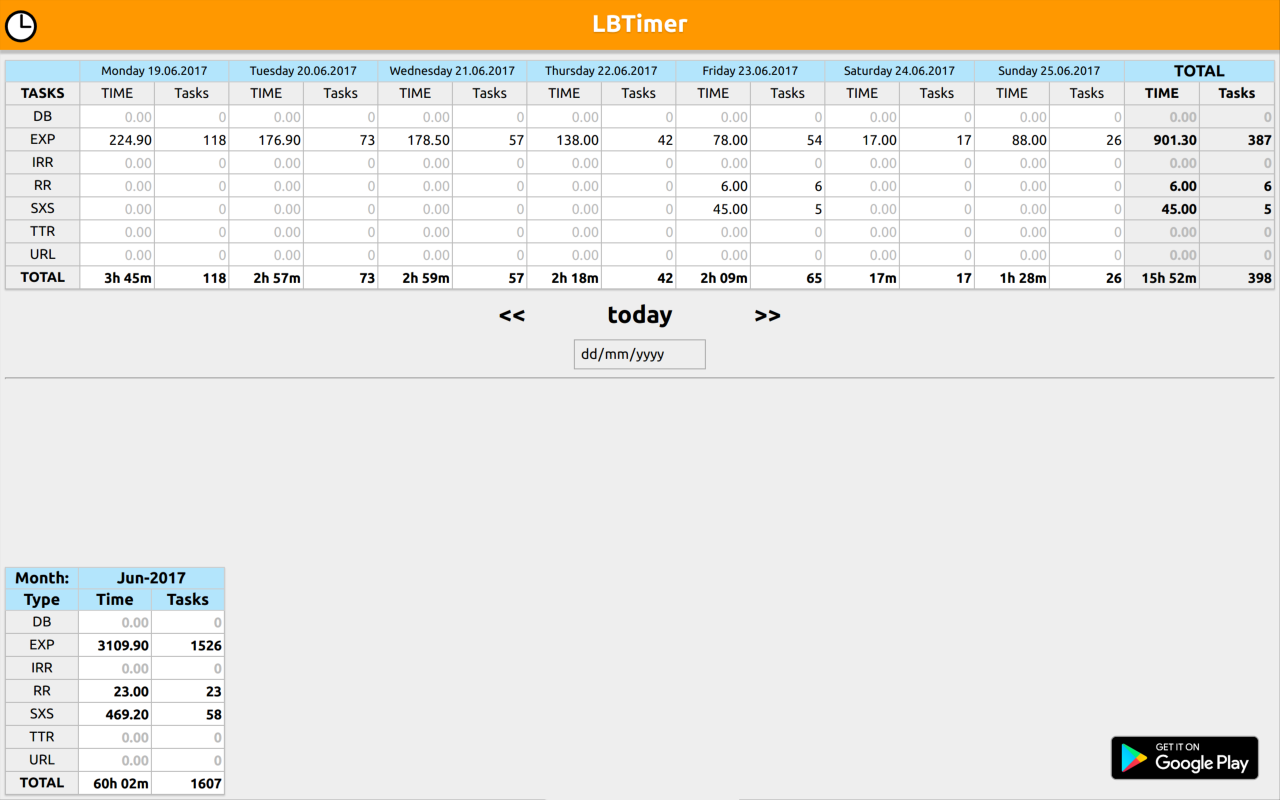 LBTimer
Monday 19.06.2017 Tuesday 20.06.2017 Wednesday 21.06.2017 Thursday 22.06.2017 Friday 23.06.2017 Saturday 24.06.2017 Sunday 25.06.2017 TOTAL
TASKS TIME Tasks TIME Tasks TIME Tasks TIME Tasks TIME Tasks TIME Tasks TIME Tasks TIME Tasks
DB 0.00 0 0.00 0 0.00 0 0.00 0 0.00 0 0.00 0 0.00 0 0.00 0
EXP 224.90 118 176.90 73 178.50 57 138.00 42 78.00 54 17.00 17 88.00 26 901.30 387
IRR 0.00 0 0.00 0 0.00 0 0.00 0 0.00 0 0.00 0 0.00 0 0.00 0
RR 0.00 0 0.00 0 0.00 0 0.00 0 6.00 6 0.00 0 0.00 0 6.00 6
SXS 0.00 0 0.00 0 0.00 0 0.00 0 45.00 5 0.00 0 0.00 0 45.00 5
TTR 0.00 0 0.00 0 0.00 0 0.00 0 0.00 0 0.00 0 0.00 0 0.00 0
URL 0.00 0 0.00 0 0.00 0 0.00 0 0.00 0 0.00 0 0.00 0 0.00 0
TOTAL 3h 45m 118 2h 57m 73 2h 59m 57 2h 18m 42 2h 09m 65 17m 17 1h 28m 26 15h 52m 398
<< today >>
dd/mm/yyyy
Month: Jun-2017
Type Time Tasks
DB 0.00 0
EXP 3109.90 1526
IRR 0.00 0
RR 23.00 23
SXS 469.20 58
TTR 0.00 0
URL 0.00 0
TOTAL 60h 02m 1607
GET IT ON
Google Play